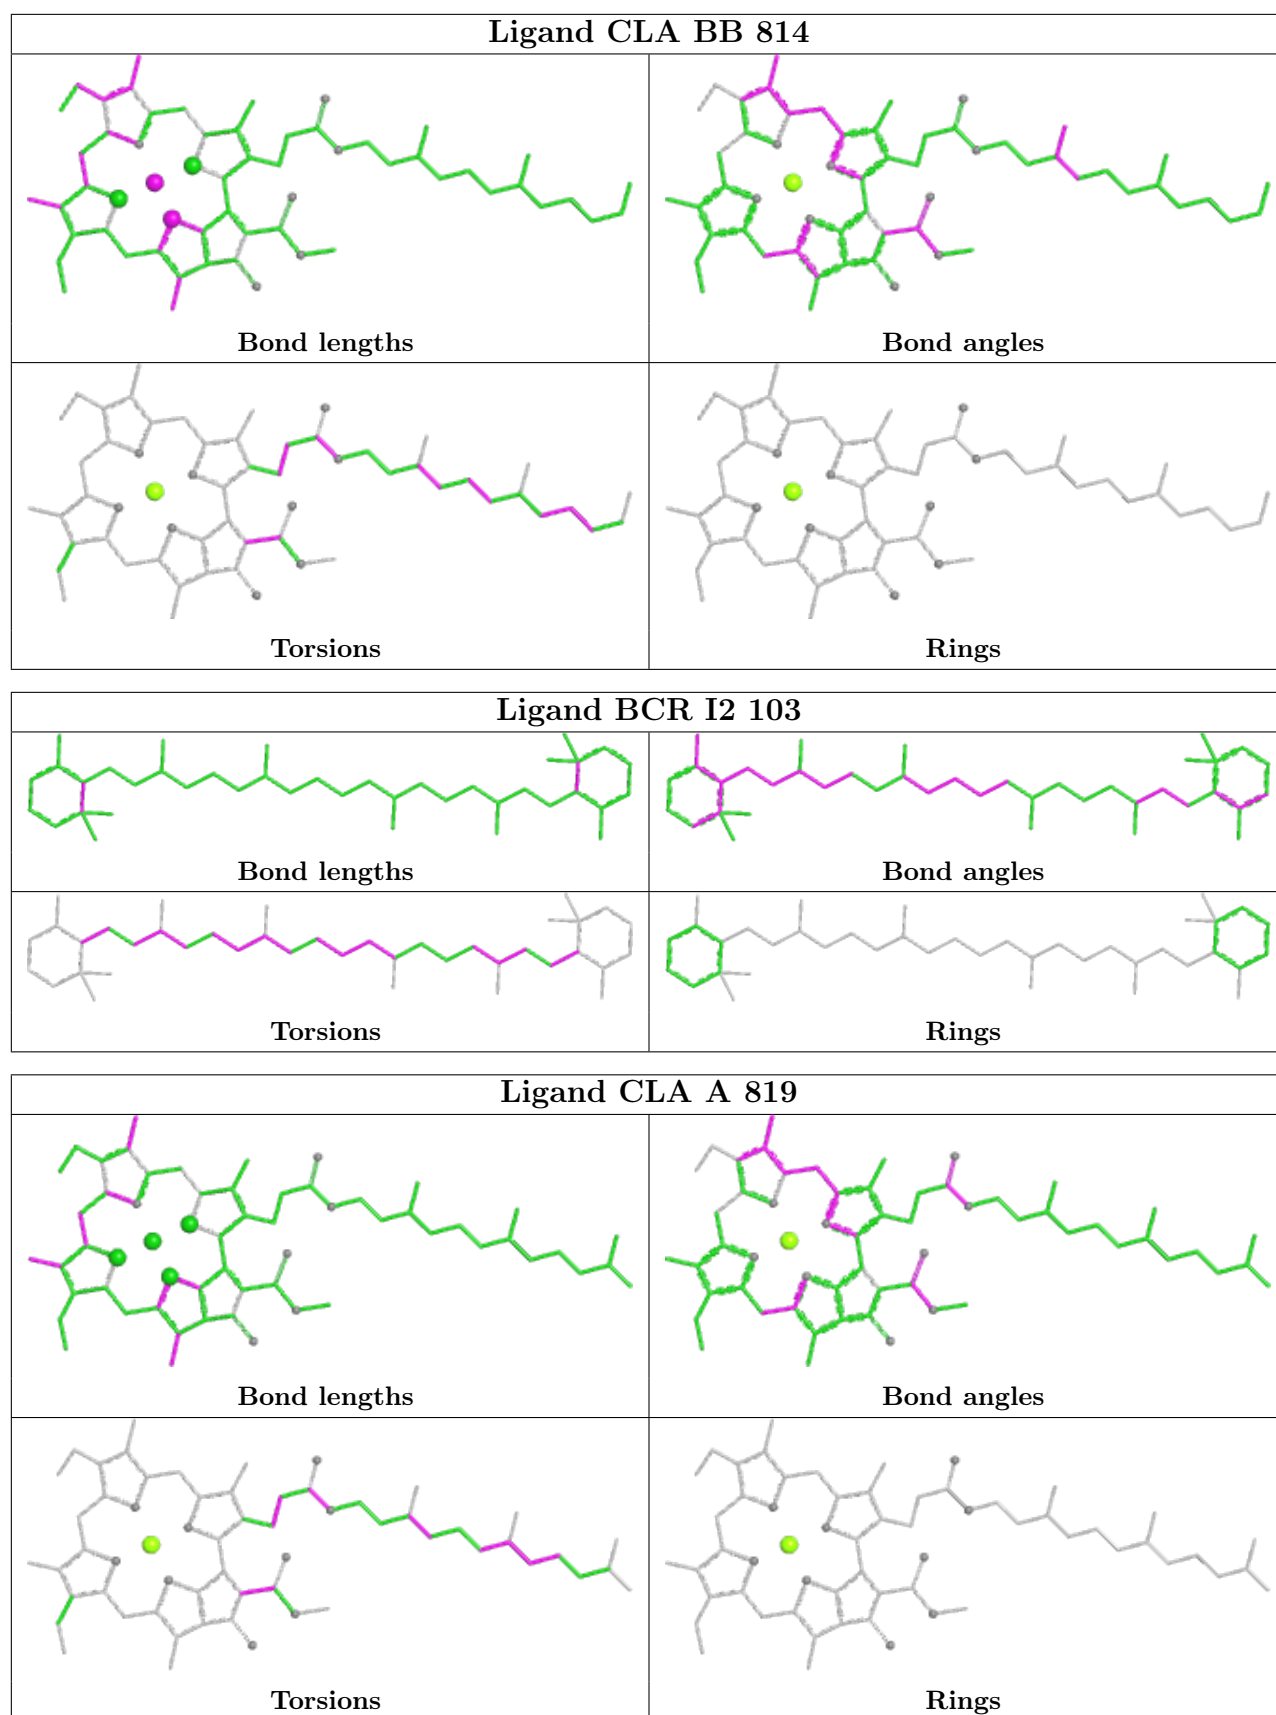 Ligand CLA BB 814
Bond lengths
Bond angles
Torsions
Rings
Ligand BCR I2 103
Bond lengths
Bond angles
Torsions
Rings
Ligand CLA A 819
Bond lengths
Bond angles
Torsions
Rings